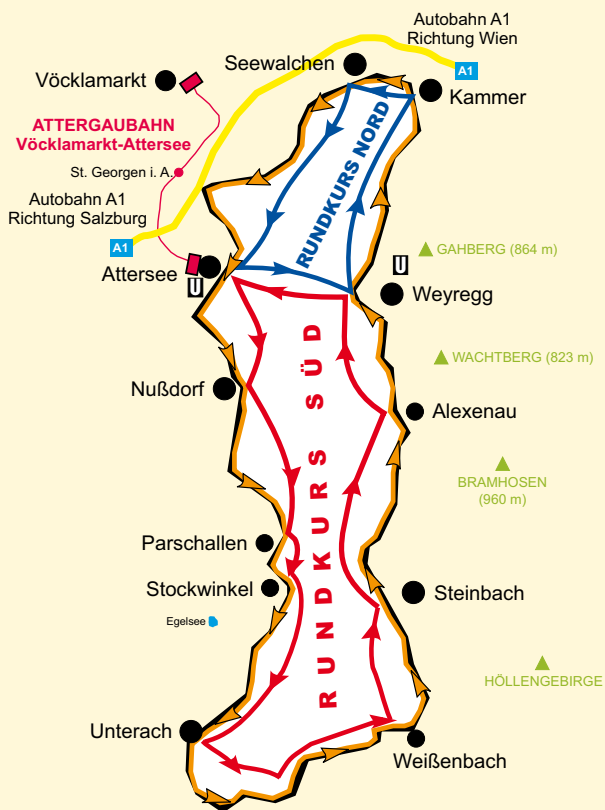 Autobahn A1
Richtung Wien
Seewalchen
A1
Vöcklamarkt
Kammer
ATTERGAUBAHN
Vöcklamarkt-Attersee
St. Georgen i. A.
RUNDKURS NORD
Autobahn A1
Richtung Salzburg
A1
GAHBERG (864 m)
Attersee
Ü
Ü
Weyregg
WACHTBERG (823 m)
Nußdorf
Alexenau
RUNDKURS SÜD
BRAMHOSEN
(960 m)
Parschallen
Stockwinkel
Steinbach
Egelsee
HÖLLENGEBIRGE
Unterach
Weißenbach